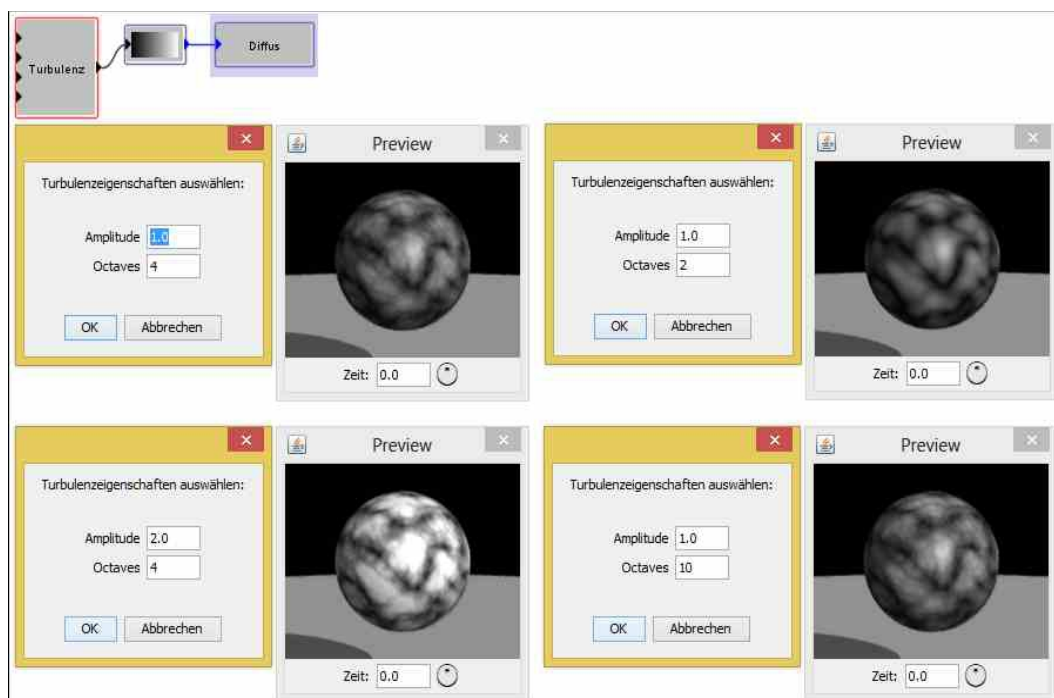 Turbulenz
Diffus
Preview
Turbulenzeigenschaften auswählen:
Amplitude 1.0
Octaves 4
OK Abbrechen
Zeit: 0.0
Preview
Turbulenzeigenschaften auswählen:
Amplitude 1.0
Octaves 2
OK Abbrechen
Zeit: 0.0
Preview
Turbulenzeigenschaften auswählen:
Amplitude 2.0
Octaves 4
OK Abbrechen
Zeit: 0.0
Preview
Turbulenzeigenschaften auswählen:
Amplitude 1.0
Octaves 10
OK Abbrechen
Zeit: 0.0